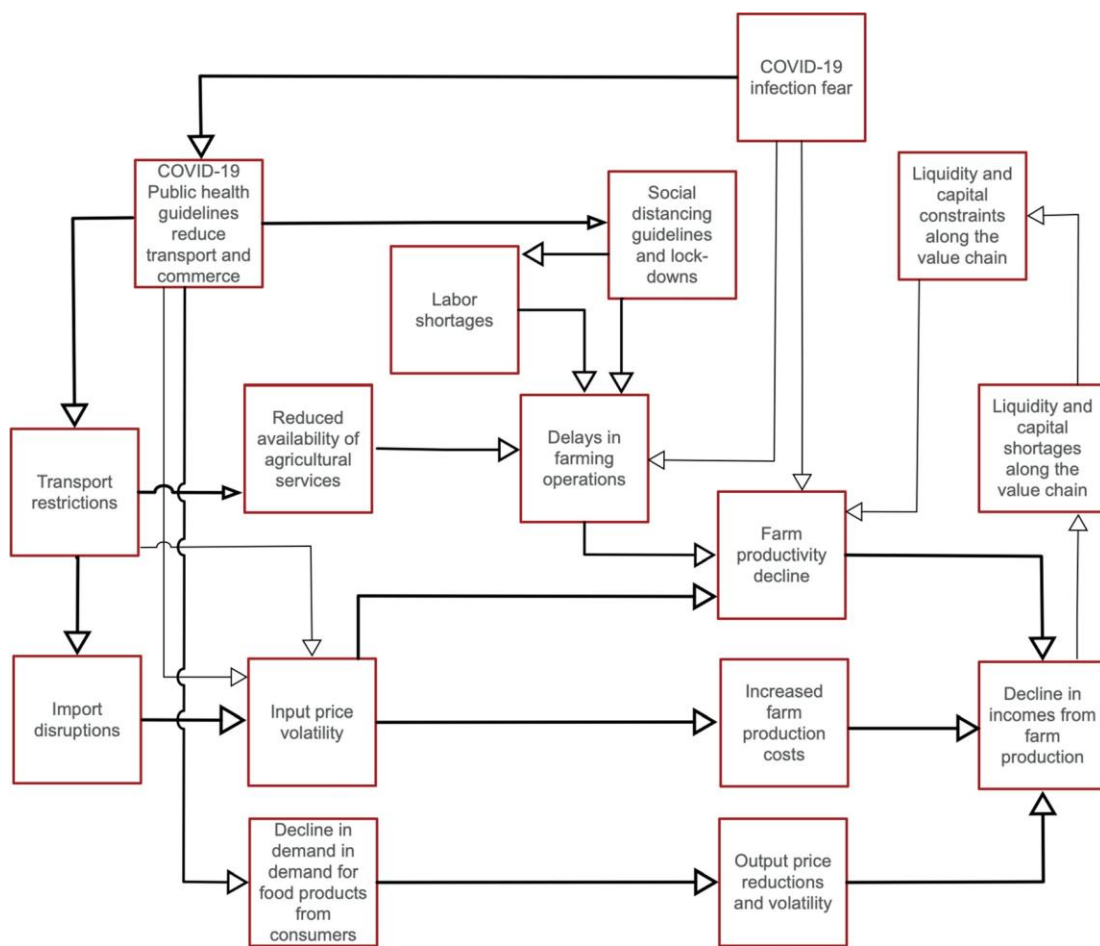 COVID-19
infection fear
COVID-19
Public health
guidelines
reduce
transport and
commerce
Social
distancing
guidelines
and lock-
downs
Liquidity and
capital
constraints
along the
value chain
Labor
shortages
Reduced
availability of
agricultural
services
Delays in
farming
operations
Liquidity and
capital
shortages
along the
value chain
Transport
restrictions
Farm
productivity
decline
Import
disruptions
Input price
volatility
Increased
farm
production
costs
Decline in
incomes from
farm
production
Decline in
demand in
demand for
food products
from
consumers
Output price
reductions
and volatility